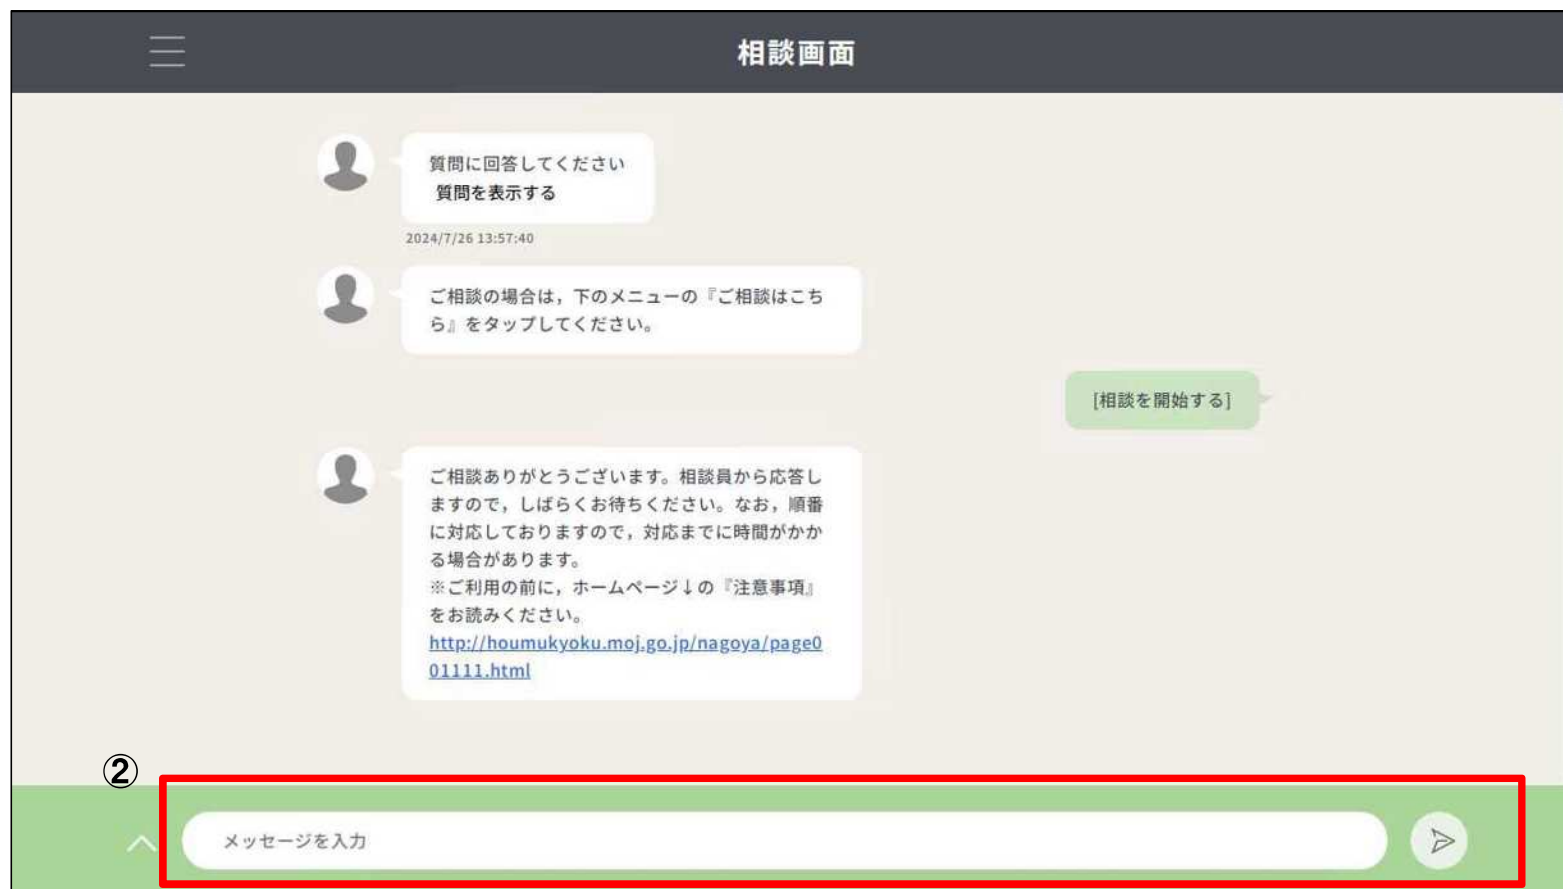 相談画面
質問に回答してください
質問を表示する
2024/7/26 13:57:40
ご相談の場合は，下のメニューの『ご相談はこち
ら』をタップしてください。
[相談を開始する]
ご相談ありがとうございます。相談員から応答し
ますので，しばらくお待ちください。なお，順番
に対応しておりますので，対応までに時間がかか
る場合があります。
※ご利用の前に，ホームページ↓の『注意事項』
をお読みください。
http://houmukyoku.moj.go.jp/nagoya/page0
01111.html
②
メッセージを入力